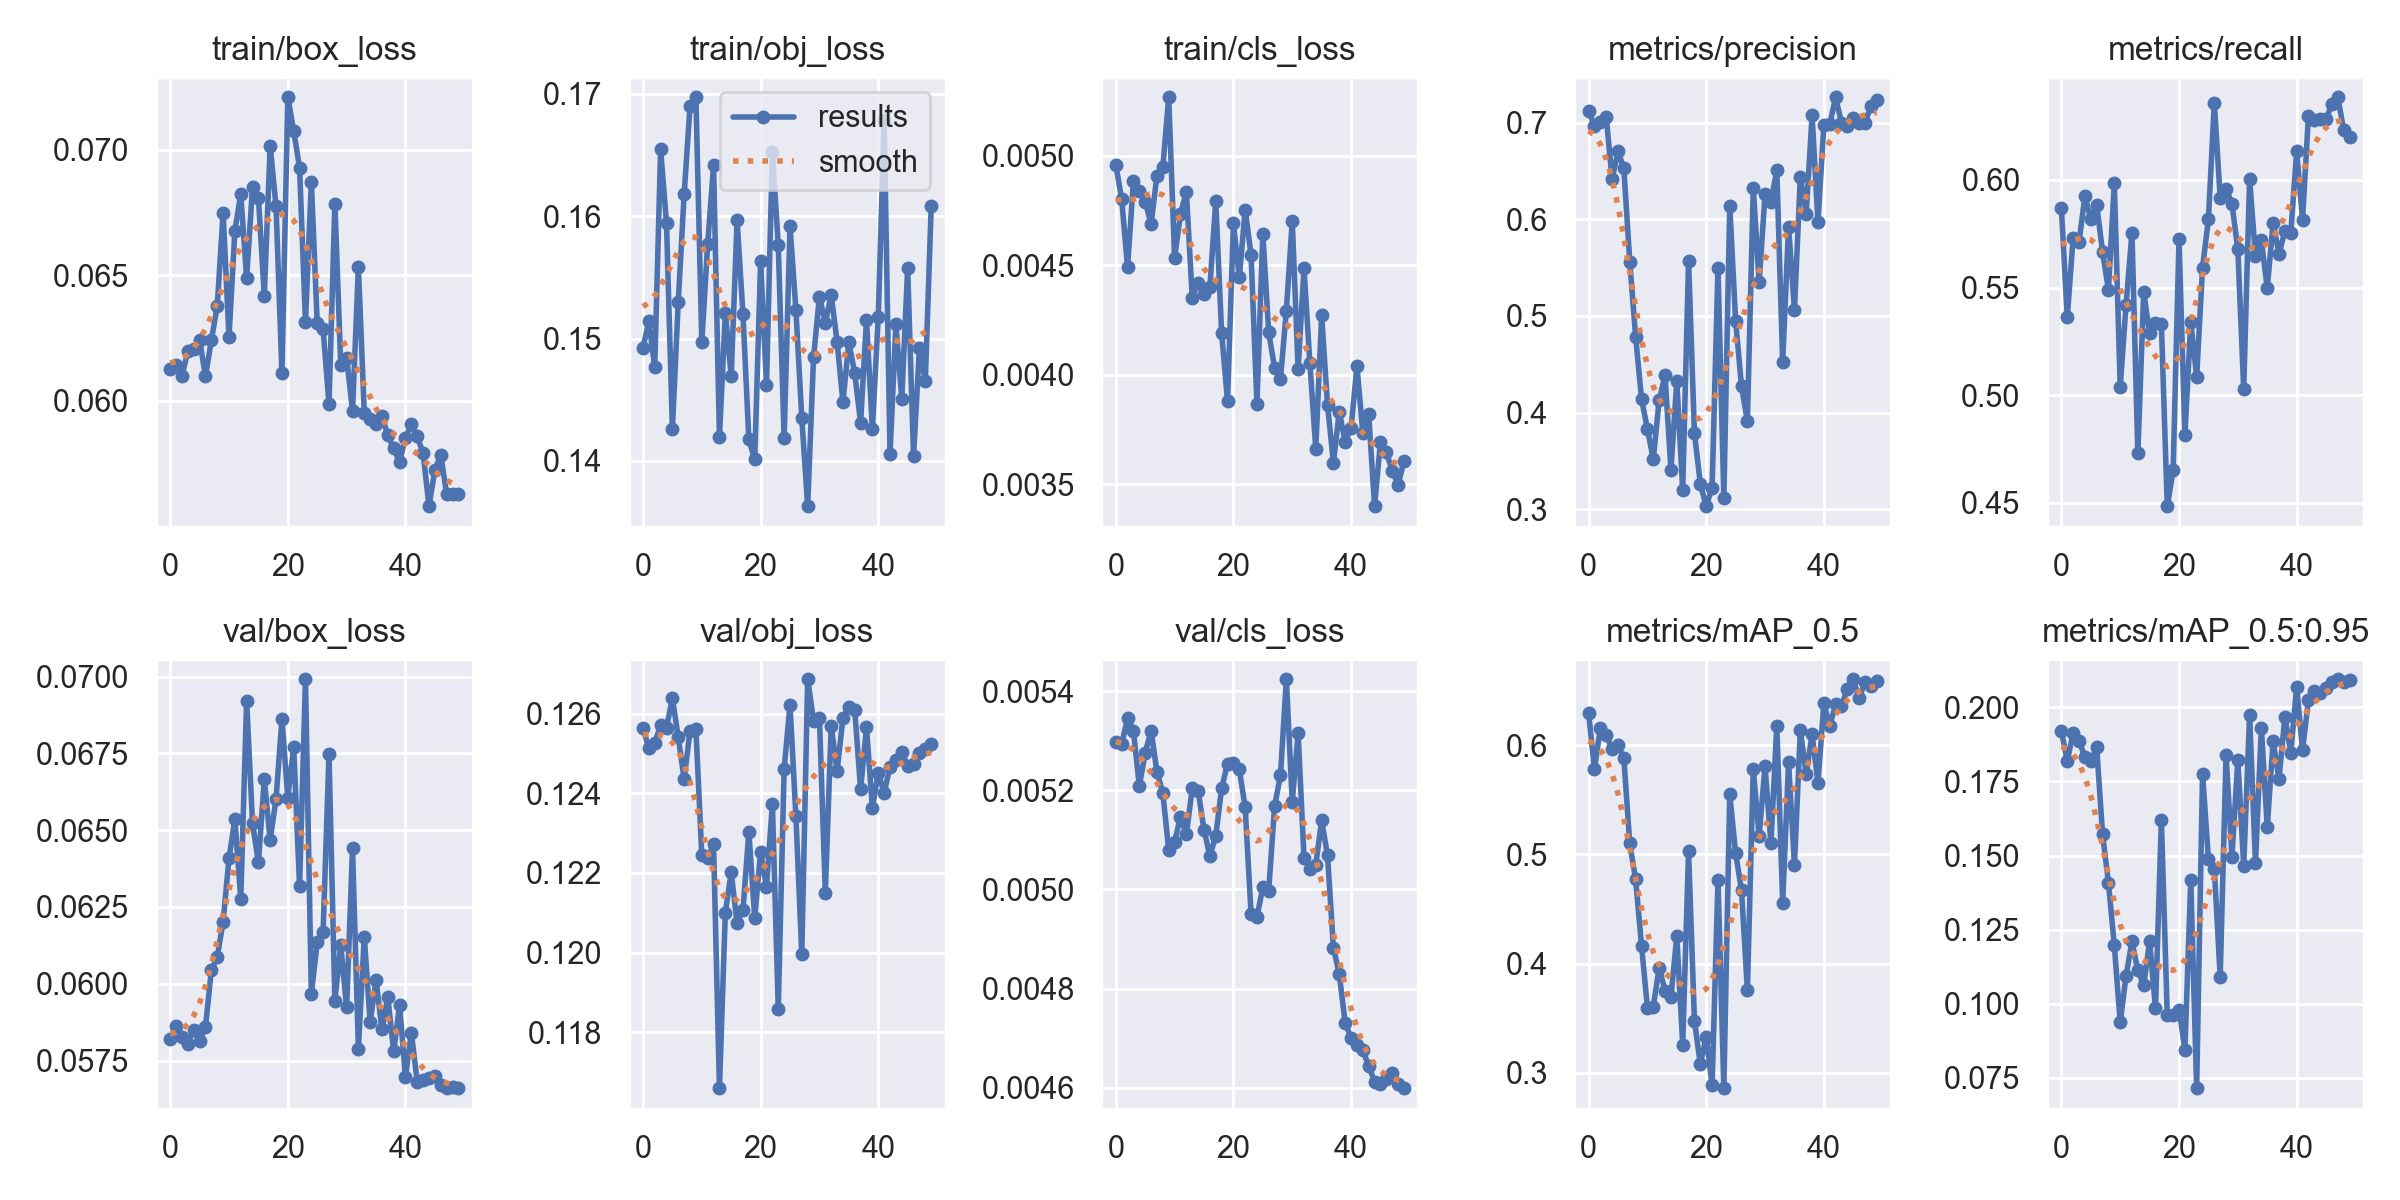 train/box_loss
train/obj_loss
train/cls_loss
metrics/precision
metrics/recall
0.070
0.065
0.060
0 20 40
0.17
0.16
0.15
0.14
results
smooth
0 20 40
0.0050
0.0045
0.0040
0.0035
0 20 40
0.7
0.6
0.5
0.4
0.3
0 20 40
0.60
0.55
0.50
0.45
0 20 40
val/box_loss
val/obj_loss
val/cls_loss
metrics/mAP_0.5
metrics/mAP_0.5:0.95
0.0700
0.0675
0.0650
0.0625
0.0600
0.0575
0 20 40
0.126
0.124
0.122
0.120
0.118
0 20 40
0.0054
0.0052
0.0050
0.0048
0.0046
0 20 40
0.6
0.5
0.4
0.3
0 20 40
0.200
0.175
0.150
0.125
0.100
0.075
0 20 40